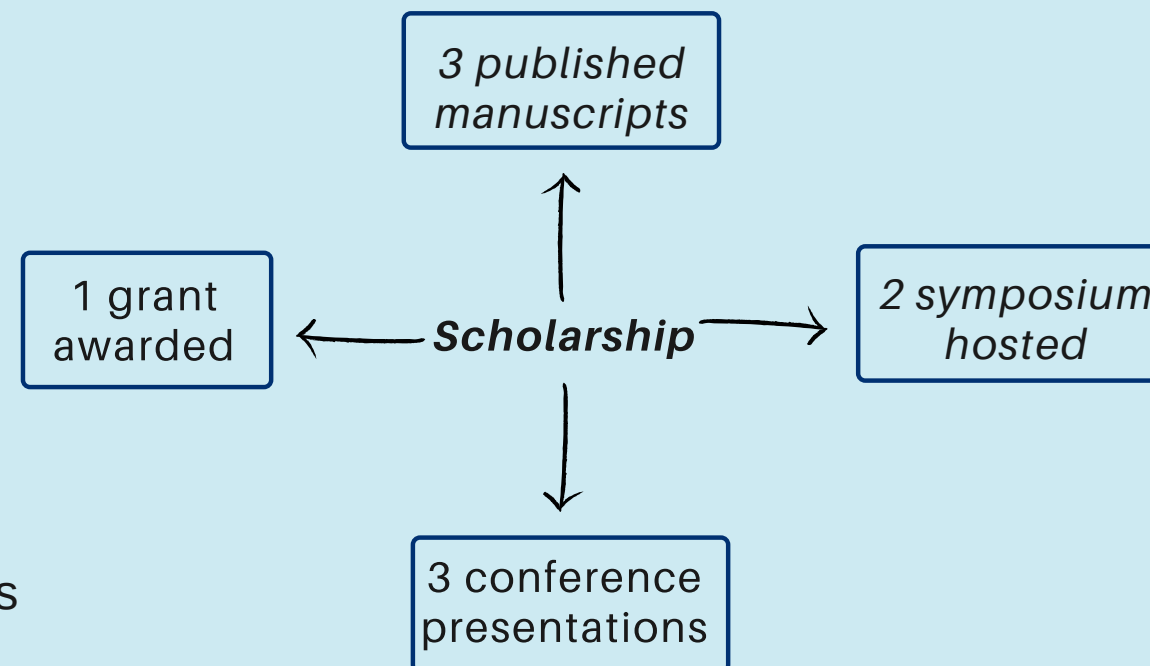 3 published
manuscripts
1 grant
awarded
Scholarship
2 symposium
hosted
s
3 conference
presentations